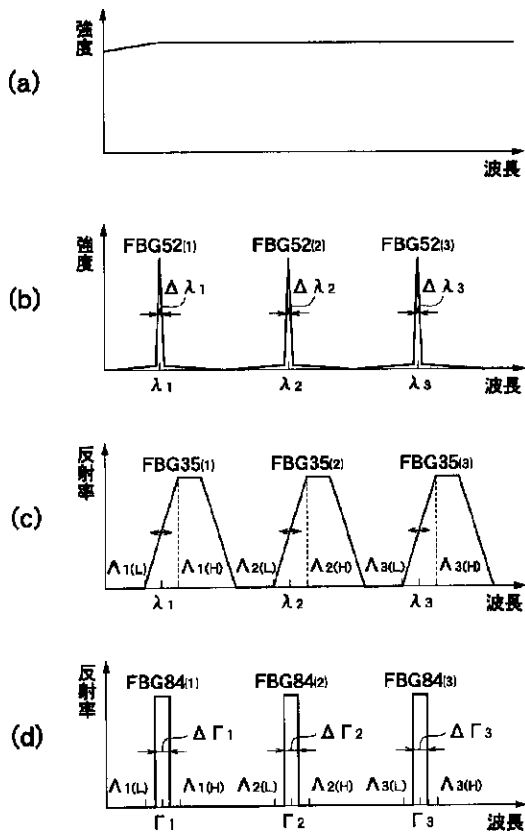 (a)
強度
波長
(b)
強度
FBG52(1) FBG52(2) FBG52(3)
Δλ1 Δλ2 Δλ3
λ1 λ2 λ3 波長
(c)
反射率
FBG35(1) FBG35(2) FBG35(3)
Λ1(L) Λ1(H) Λ2(L) Λ2(H) Λ3(L) Λ3(H)
λ1 λ2 λ3 波長
(d)
反射率
FBG84(1) FBG84(2) FBG84(3)
ΔΓ1 ΔΓ2 ΔΓ3
Λ1(L) Λ1(H) Λ2(L) Λ2(H) Λ3(L) Λ3(H)
Γ1 Γ2 Γ3 波長